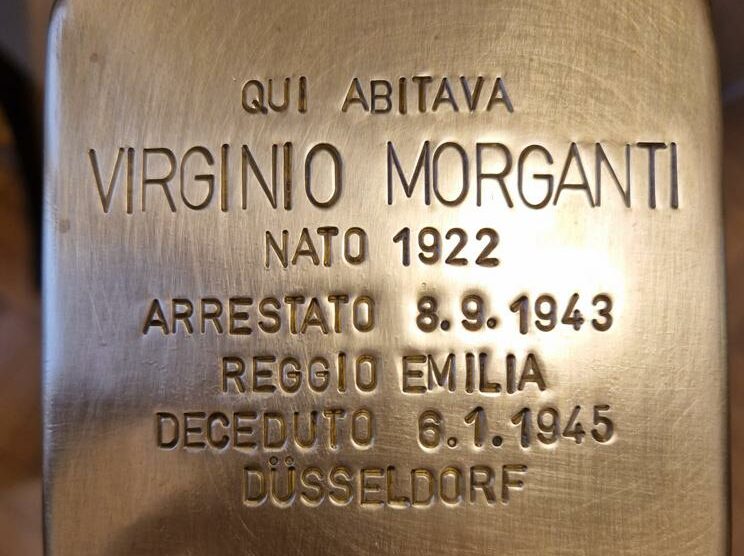 QUI ABITAVA
VIRGINIO MORGANTI
NATO 1922
ARRESTATO 8.9.1943
REGGIO EMILIA
DECEDUTO 6.1.1945
DÜSSELDORF